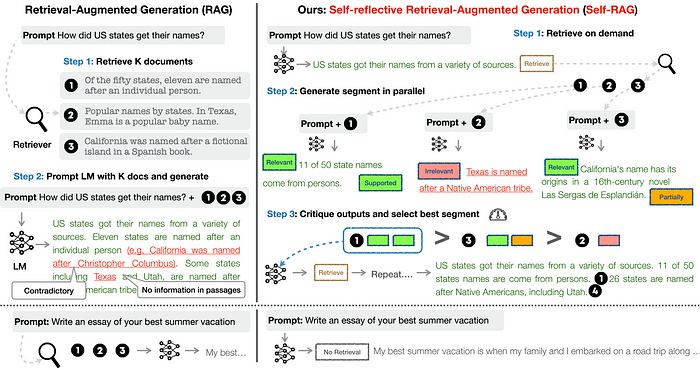 Retrieval-Augmented Generation (RAG)
Prompt How did US states get their names?
Step 1: Retrieve K documents
1 Of the fifty states, eleven are named
after an individual person.
2 Popular names by states. In Texas,
Emma is a popular baby name.
3 California was named after a fictional
island in a Spanish book.
Retriever
Step 2: Prompt LM with K docs and generate
Prompt How did US states get their names? + 1 2 3
LM
US states got their names from a variety of
sources. Eleven states are named after an
individual person (e.g, California was named
after Christopher Columbus). Some states
including Texas and Utah, are named after
American tribe
Contradictory
No information in passages
Prompt: Write an essay of your best summer vacation
1 2 3
My best…
Ours: Self-reflective Retrieval-Augmented Generation (Self-RAG)
Prompt How did US states get their names?
Step 1: Retrieve on demand
US states got their names from a variety of sources. Retrieve
1 2 3
Step 2: Generate segment in parallel
Prompt + 1
Prompt + 2
Prompt + 3
Relevant 11 of 50 state names
come from persons. Supported
Irrelevant Texas is named
after a Native American tribe.
Relevant California's name has its
origins in a 16th-century novel
Las Sergas de Esplandián. Partially
Step 3: Critique outputs and select best segment
1 > 3 > 2
Retrieve
Repeat….
US states got their names from a variety of sources. 11 of 50
states names are come from persons. 1 26 states are named
after Native Americans, including Utah. 4
Prompt: Write an essay of your best summer vacation
No Retrieval My best summer vacation is when my family and I embarked on a road trip along …